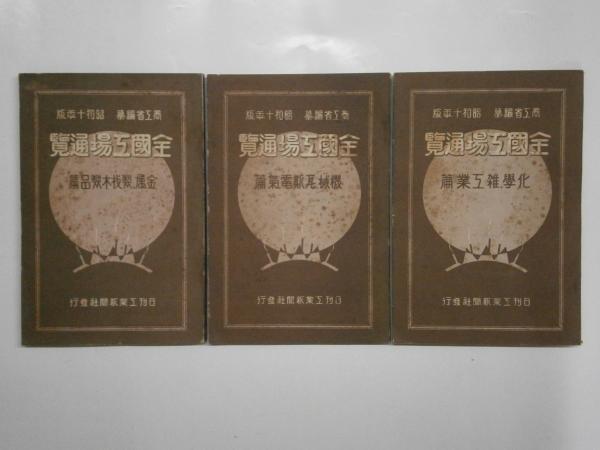 商工省編纂 昭和十年版
全國工場通覽
化學、雜工業篇
日刊工業新聞社發行
商工省編纂 昭和十年版
全國工場通覽
機械瓦斯電氣篇
日刊工業新聞社發行
商工省編纂 昭和十年版
全國工場通覽
金屬、製材木製品篇
日刊工業新聞社發行